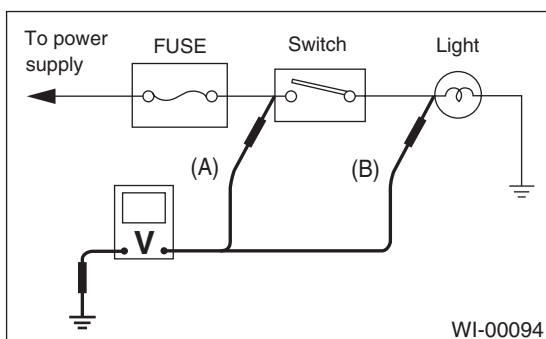 To power
supply
FUSE
Switch
Light
(A)
(B)
V
WI-00094